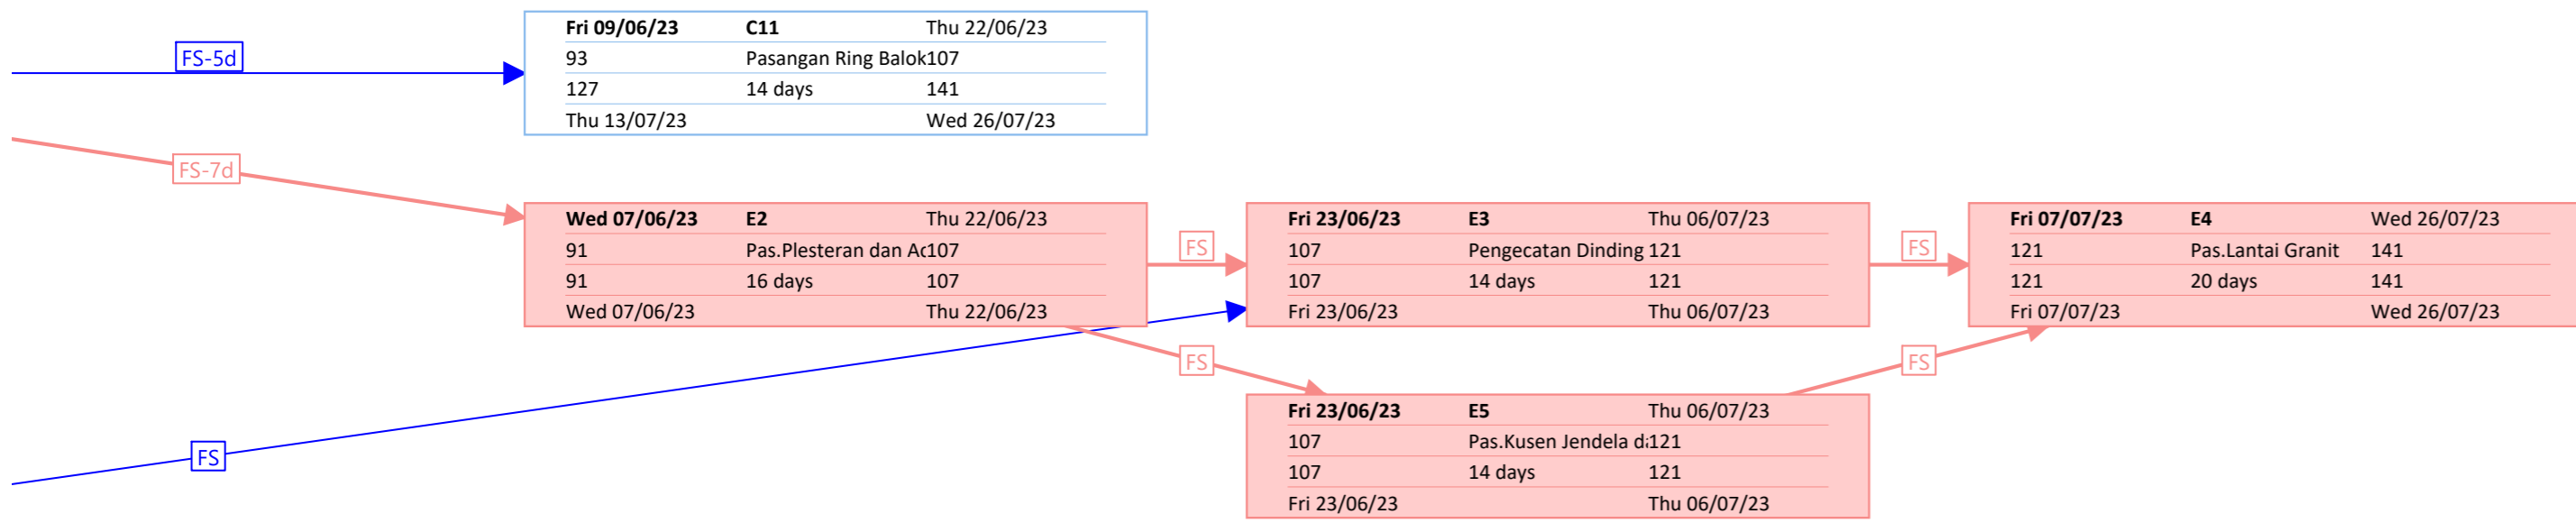 FS-5d
Fri 09/06/23 C11 Thu 22/06/23
93 Pasangan Ring Balok 107
127 14 days 141
Thu 13/07/23 Wed 26/07/23
FS-7d
Wed 07/06/23 E2 Thu 22/06/23
91 Pas.Plesteran dan Ac 107
91 16 days 107
Wed 07/06/23 Thu 22/06/23
FS
Fri 23/06/23 E3 Thu 06/07/23
107 Pengecatan Dinding 121
107 14 days 121
Fri 23/06/23 Thu 06/07/23
FS
Fri 07/07/23 E4 Wed 26/07/23
121 Pas.Lantai Granit 141
121 20 days 141
Fri 07/07/23 Wed 26/07/23
FS
FS
FS
Fri 23/06/23 E5 Thu 06/07/23
107 Pas.Kusen Jendela d 121
107 14 days 121
Fri 23/06/23 Thu 06/07/23